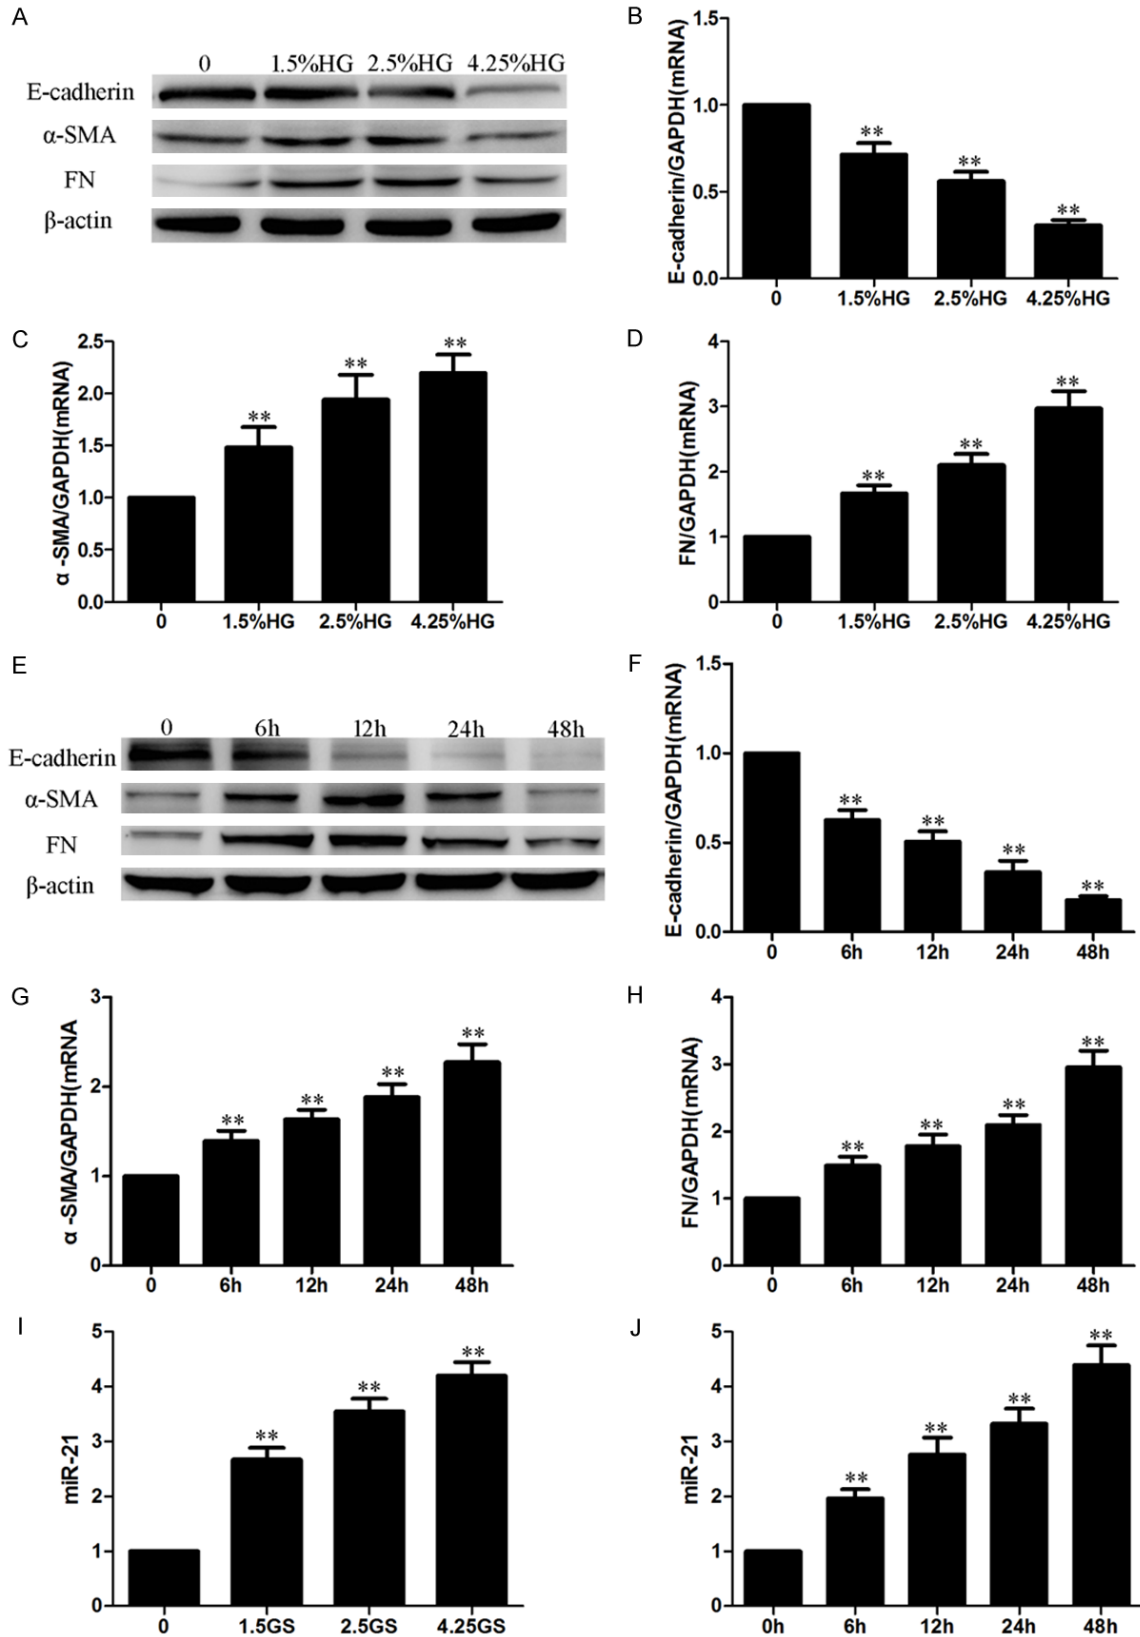 A
0 1.5%HG 2.5%HG 4.25%HG
E-cadherin
α-SMA
FN
β-actin
B
E-cadherin/GAPDH(mRNA)
1.5
1.0
0.5
0.0
**
**
**
0 1.5%HG 2.5%HG 4.25%HG
C
α -SMA/GAPDH(mRNA)
2.5
2.0
1.5
1.0
0.5
0.0
**
**
**
0 1.5%HG 2.5%HG 4.25%HG
D
FN/GAPDH(mRNA)
4
3
2
1
0
**
**
**
0 1.5%HG 2.5%HG 4.25%HG
E
0 6h 12h 24h 48h
E-cadherin
α-SMA
FN
β-actin
F
E-cadherin/GAPDH(mRNA)
1.5
1.0
0.5
0.0
**
**
**
**
0 6h 12h 24h 48h
G
α -SMA/GAPDH(mRNA
3
2
1
0
**
**
**
**
0 6h 12h 24h 48h
H
FN/GAPDH(mRNA)
4
3
2
1
0
**
**
**
**
0 6h 12h 24h 48h
I
miR-21
5
4
3
2
1
0
**
**
**
0 1.5GS 2.5GS 4.25GS
J
miR-21
5
4
3
2
1
0
**
**
**
**
0h 6h 12h 24h 48h